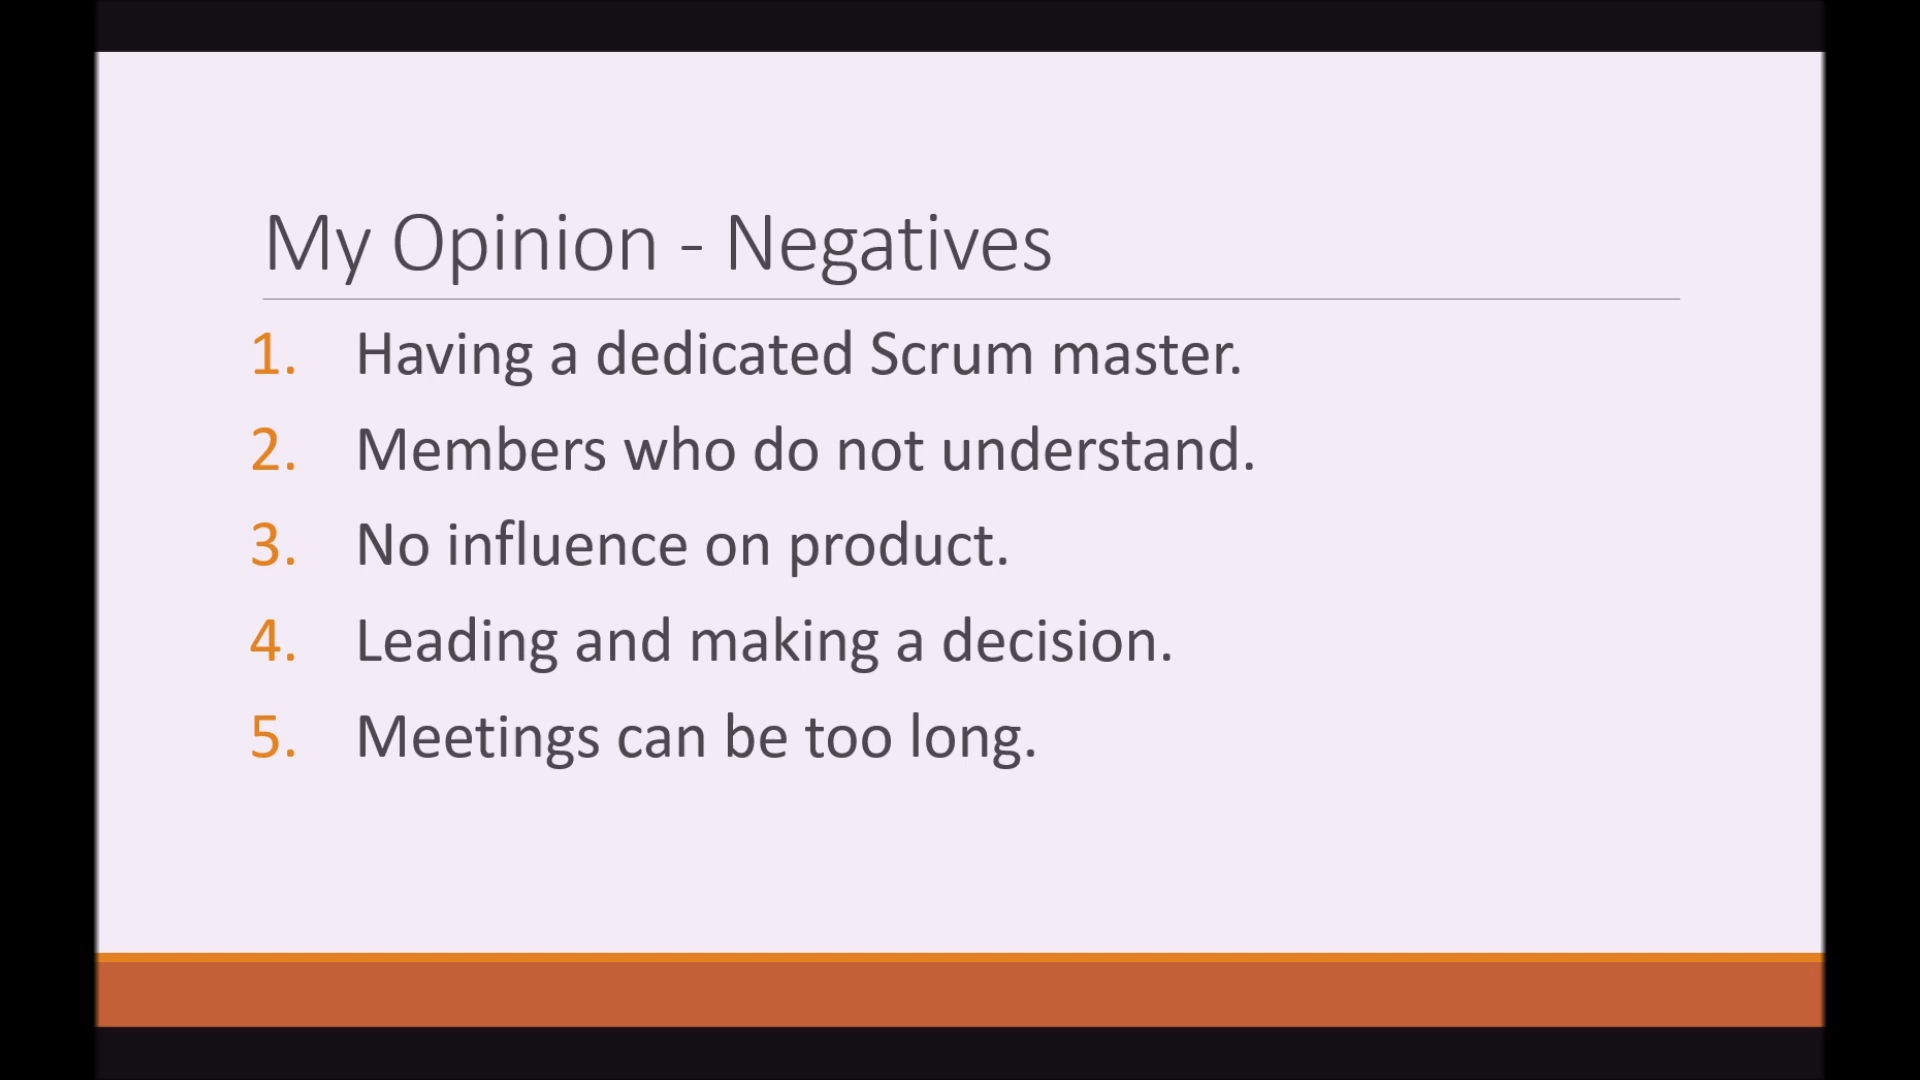 My Opinion - Negatives
1. Having a dedicated Scrum master.
2. Members who do not understand.
3. No influence on product.
4. Leading and making a decision.
5. Meetings can be too long.